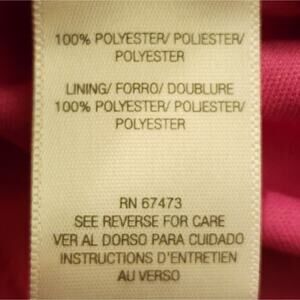 100% POLYESTER/ POLIESTER/
POLYESTER
LINING/ FORRO/ DOUBLURE
100% POLYESTER/ POLIESTER/
POLYESTER
RN 67473
SEE REVERSE FOR CARE
VER AL DORSO PARA CUIDADO
INSTRUCTIONS D'ENTRETIEN
AU VERSO